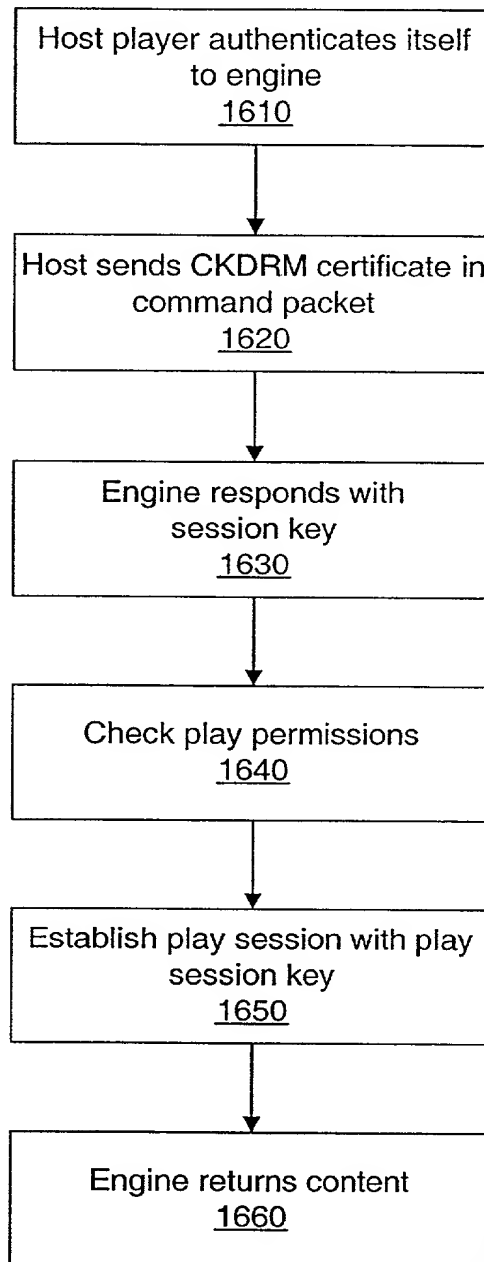 Host player authenticates itself
to engine
1610
Host sends CKDRM certificate in
command packet
1620
Engine responds with
session key
1630
Check play permissions
1640
Establish play session with play
session key
1650
Engine returns content
1660